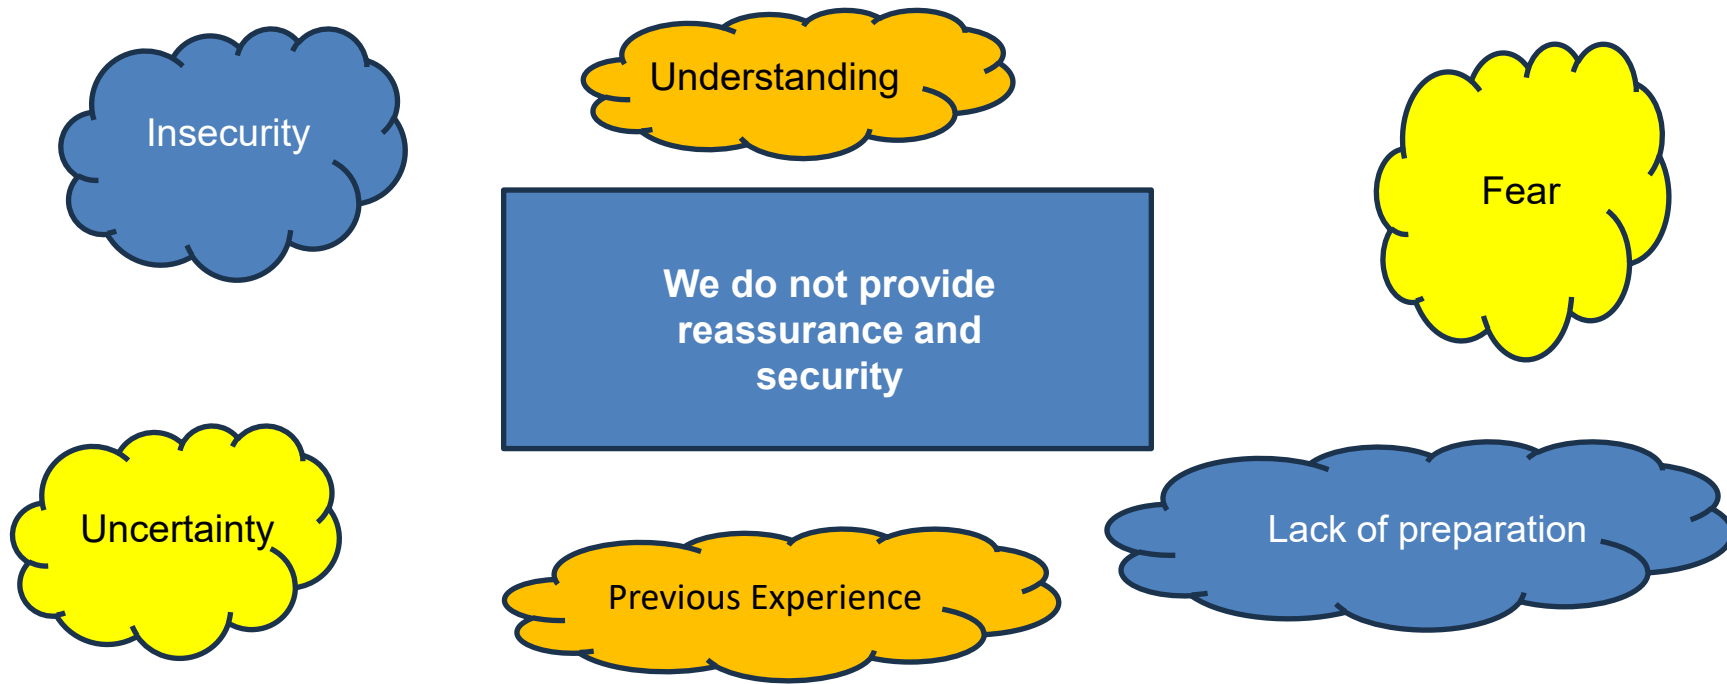 Understanding
Insecurity
Fear
We do not provide
reassurance and
security
Uncertainty
Lack of preparation
Previous Experience